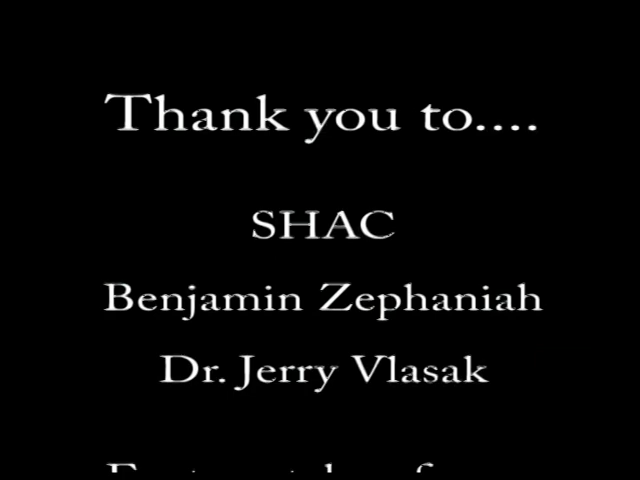 Thank you to....
SHAC
Benjamin Zephaniah
Dr. Jerry Vlasak